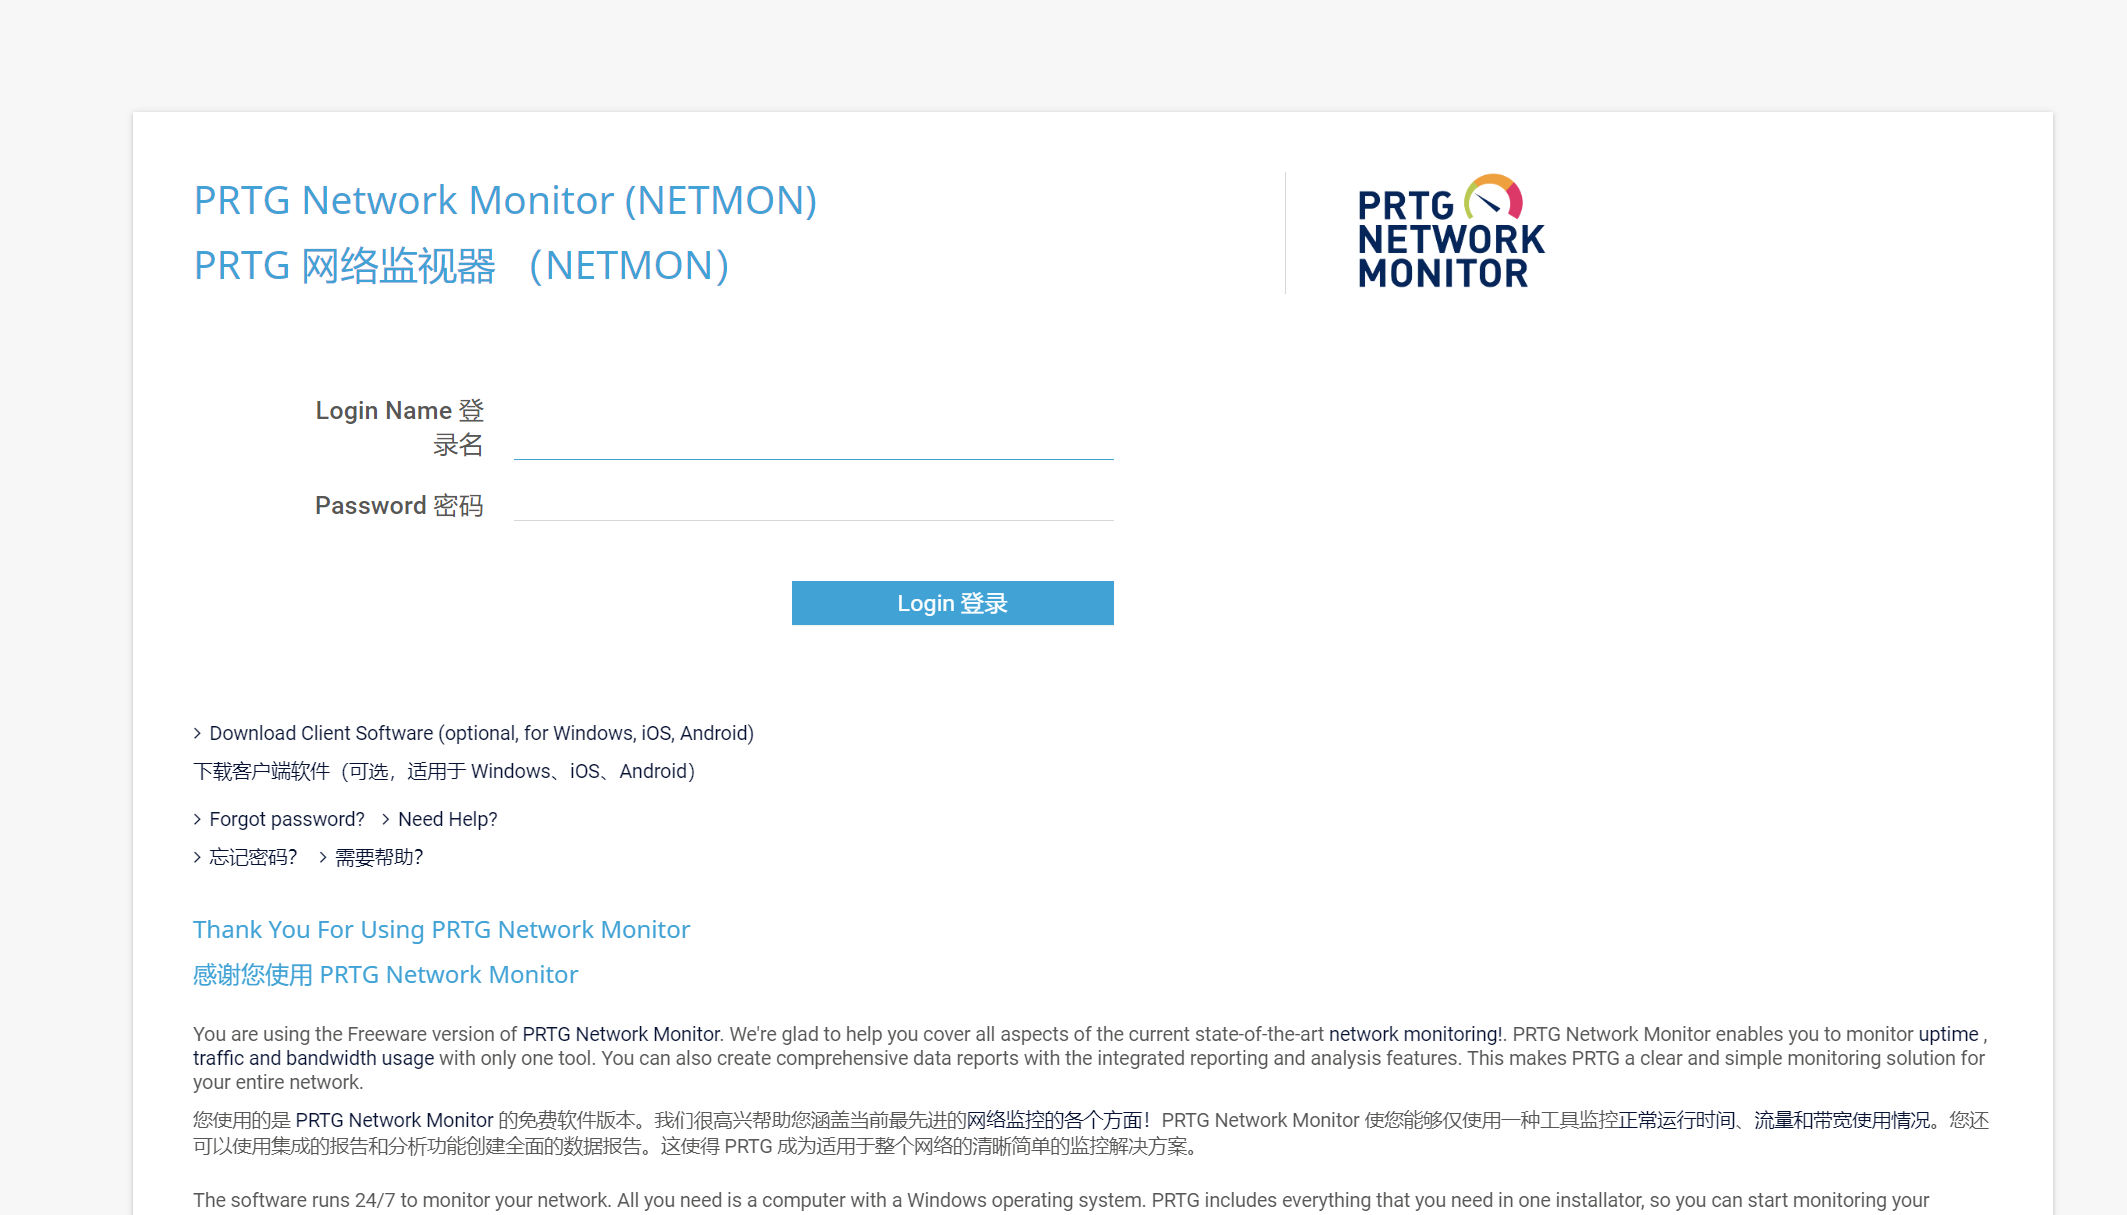 PRTG Network Monitor (NETMON)
PRTG 网络监视器 （NETMON）
PRTG
NETWORK
MONITOR
Login Name 登
录名
Password 密码
Login 登录
Download Client Software (optional, for Windows, iOS, Android)
下载客户端软件（可选，适用于 Windows、iOS、Android）
Forgot password? Need Help?
忘记密码？ 需要帮助？
Thank You For Using PRTG Network Monitor
感谢您使用 PRTG Network Monitor
You are using the Freeware version of PRTG Network Monitor. We're glad to help you cover all aspects of the current state-of-the-art network monitoring!. PRTG Network Monitor enables you to monitor uptime ,
traffic and bandwidth usage with only one tool. You can also create comprehensive data reports with the integrated reporting and analysis features. This makes PRTG a clear and simple monitoring solution for
your entire network.
您使用的是 PRTG Network Monitor 的免费软件版本。我们很高兴帮助您涵盖当前最先进的网络监控的各个方面！PRTG Network Monitor 使您能够仅使用一种工具监控正常运行时间、流量和带宽使用情况。您还
可以使用集成的报告和分析功能创建全面的数据报告。这使得 PRTG 成为适用于整个网络的清晰简单的监控解决方案。
The software runs 24/7 to monitor your network. All you need is a computer with a Windows operating system. PRTG includes everything that you need in one installator, so you can start monitoring your